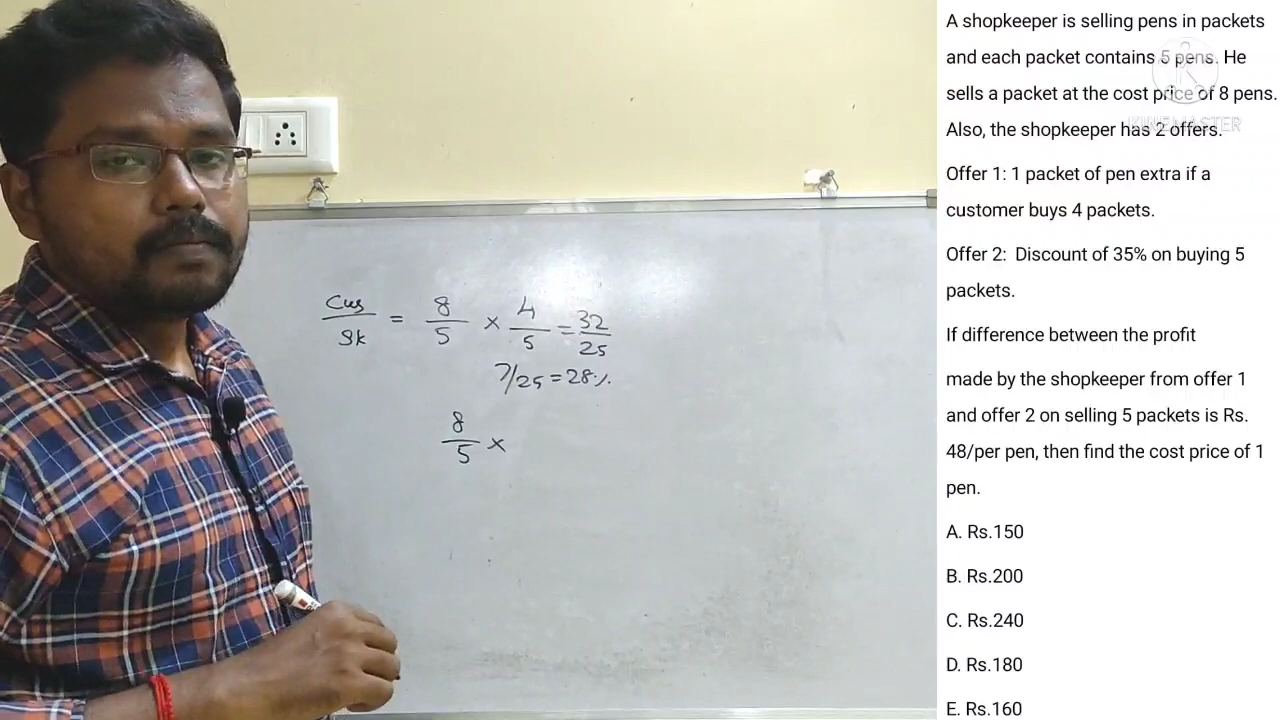 Cus/Sk = 8/5 × 4/5 = 32/25
7/25 = 28%
8/5 ×
A shopkeeper is selling pens in packets
and each packet contains 5 pens. He
sells a packet at the cost price of 8 pens.
Also, the shopkeeper has 2 offers.
Offer 1: 1 packet of pen extra if a
customer buys 4 packets.
Offer 2: Discount of 35% on buying 5
packets.
If difference between the profit
made by the shopkeeper from offer 1
and offer 2 on selling 5 packets is Rs.
48/per pen, then find the cost price of 1
pen.
A. Rs.150
B. Rs.200
C. Rs.240
D. Rs.180
E. Rs.160
KINEMASTER